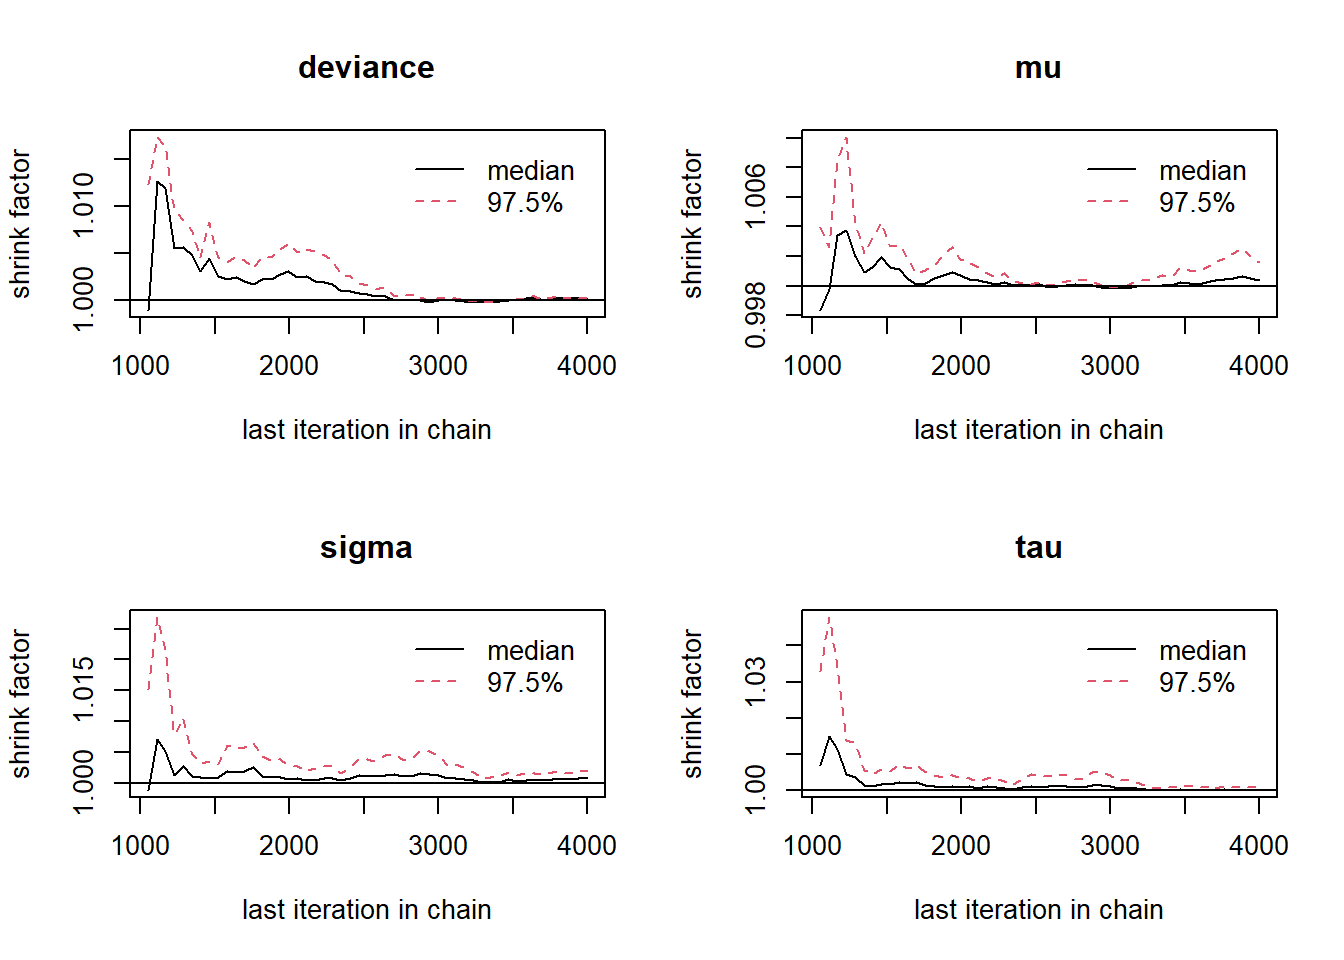 deviance
shrink factor
1.000
1.010
median
97.5%
1000
2000
3000
4000
last iteration in chain
mu
shrink factor
0.998
1.006
median
97.5%
1000
2000
3000
4000
last iteration in chain
sigma
shrink factor
1.000
1.015
median
97.5%
1000
2000
3000
4000
last iteration in chain
tau
shrink factor
1.00
1.03
median
97.5%
1000
2000
3000
4000
last iteration in chain